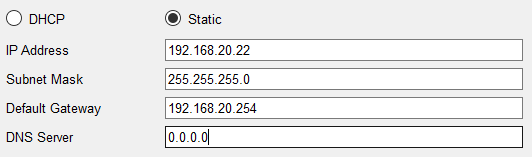 DHCP Static
IP Address 192.168.20.22
Subnet Mask 255.255.255.0
Default Gateway 192.168.20.254
DNS Server 0.0.0.0